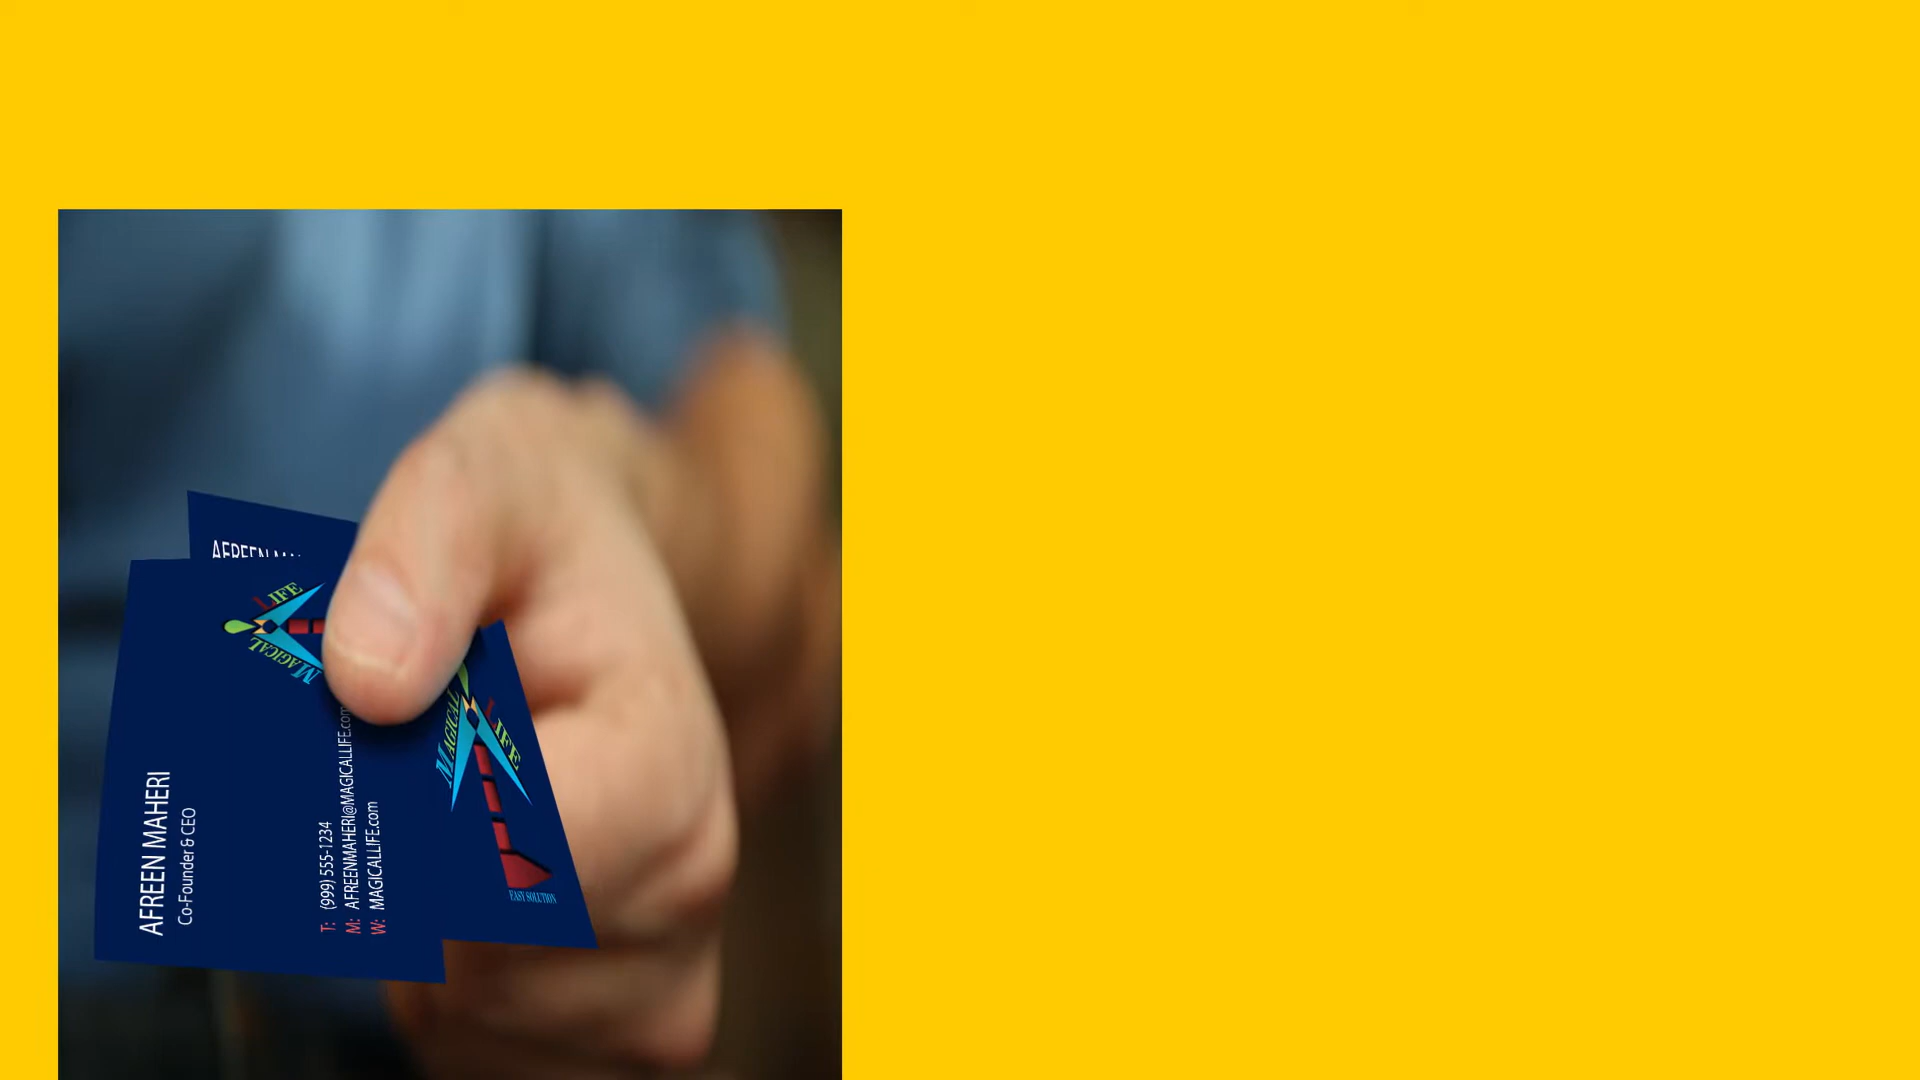 AFREEN MAHERI
Co-Founder & CEO
T: (999) 555-1234
M: AFREENMAHERI@MAGICALLIFE.com
W: MAGICALLIFE.com
MAGICAL LIFE
AFREEN
MAGICAL LIFE
EASY SOLUTION